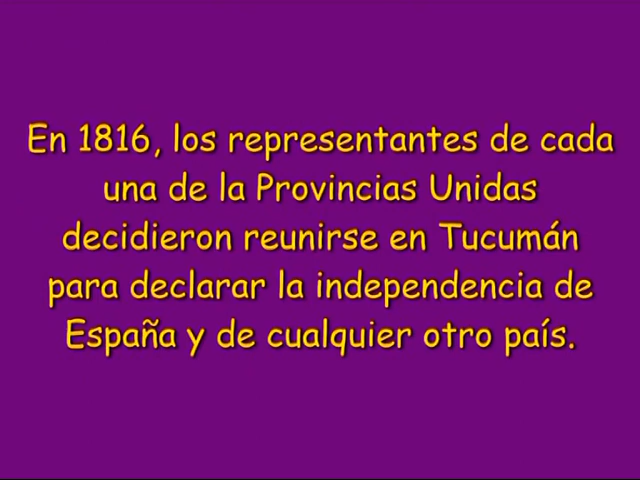 En 1816, los representantes de cada
una de la Provincias Unidas
decidieron reunirse en Tucumán
para declarar la independencia de
España y de cualquier otro país.